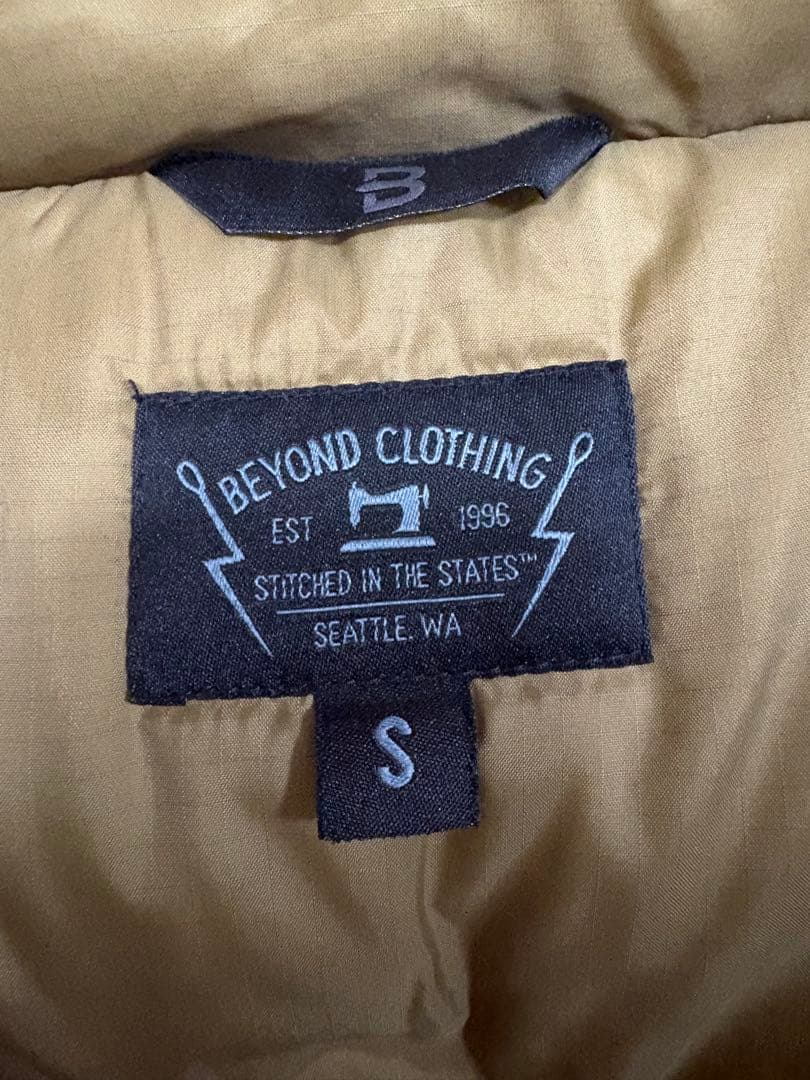 B
BEYOND CLOTHING
EST 1996
STITCHED IN THE STATES™
SEATTLE, WA
S